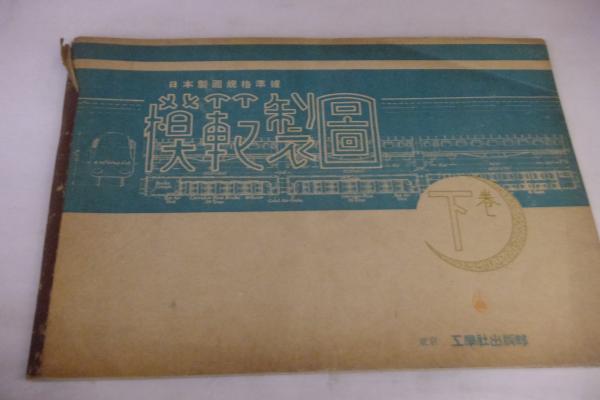 日本製圖規格準據
模範製圖
下巻
東京 工學社出版部